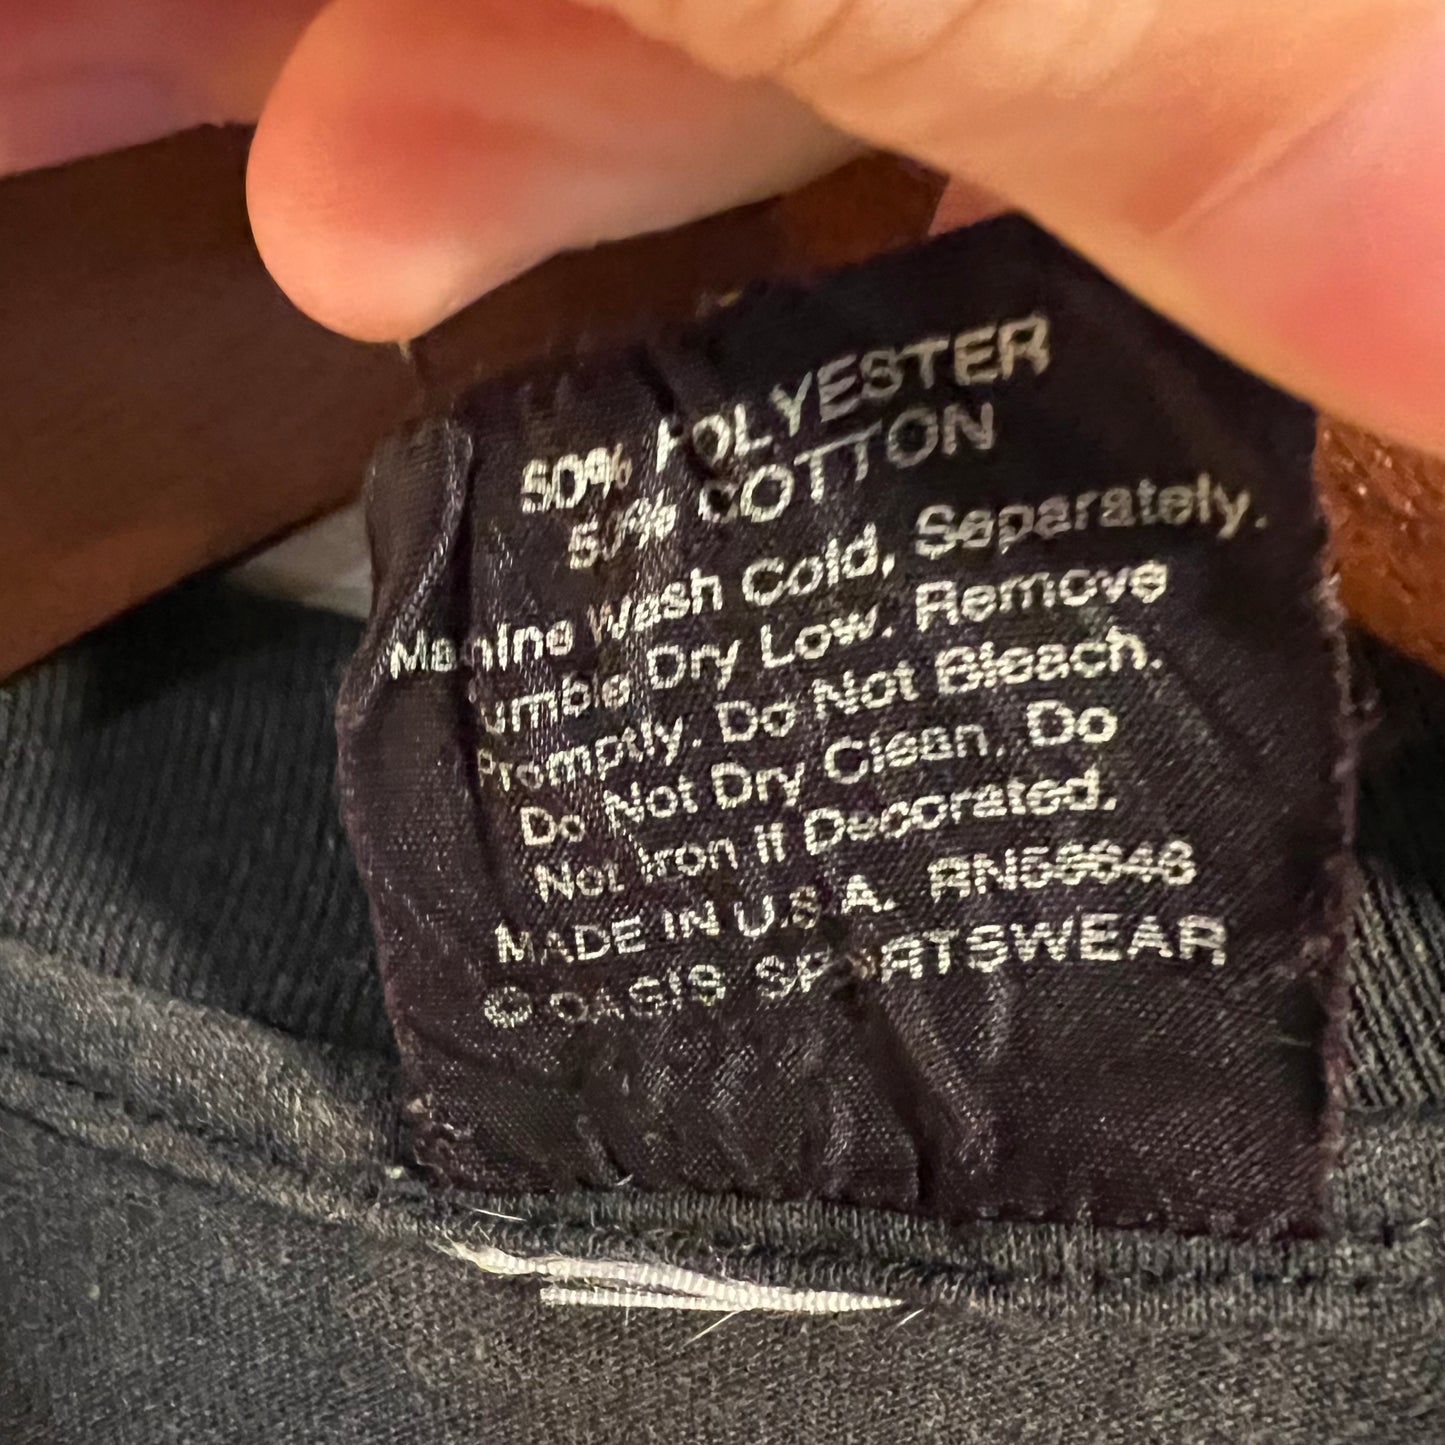 50% POLYESTER
50% COTTON
Machine Wash Cold, Separately.
Tumble Dry Low. Remove
Promptly. Do Not Bleach.
Do Not Dry Clean. Do
Not Iron if Decorated.
MADE IN U.S.A.
© OASIS SPORTSWEAR